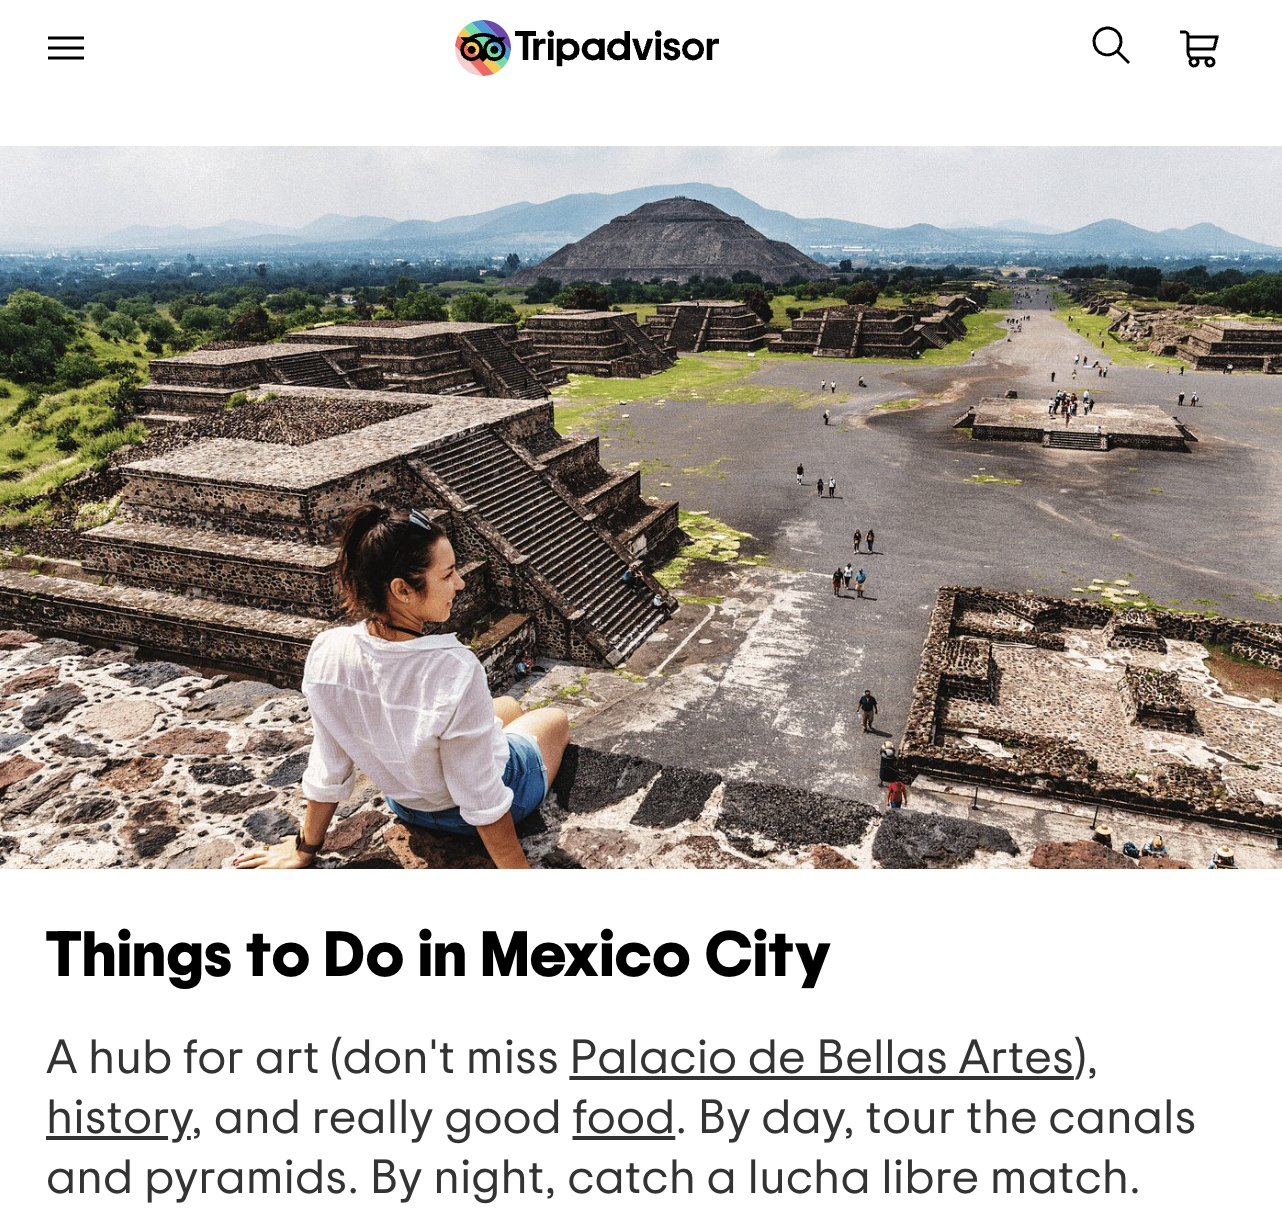 Tripadvisor
Things to Do in Mexico City
A hub for art (don't miss Palacio de Bellas Artes),
history, and really good food. By day, tour the canals
and pyramids. By night, catch a lucha libre match.